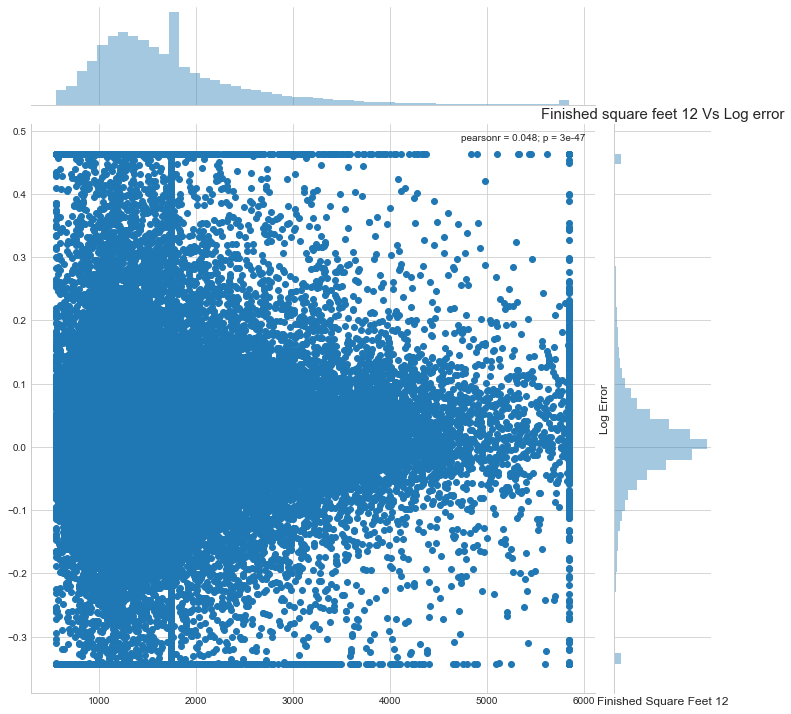 Finished square feet 12 Vs Log error
pearsonr = 0.048; p = 3e-47
0.5
0.4
0.3
0.2
0.1
0.0
−0.1
−0.2
−0.3
Log Error
1000 2000 3000 4000 5000 6000
Finished Square Feet 12